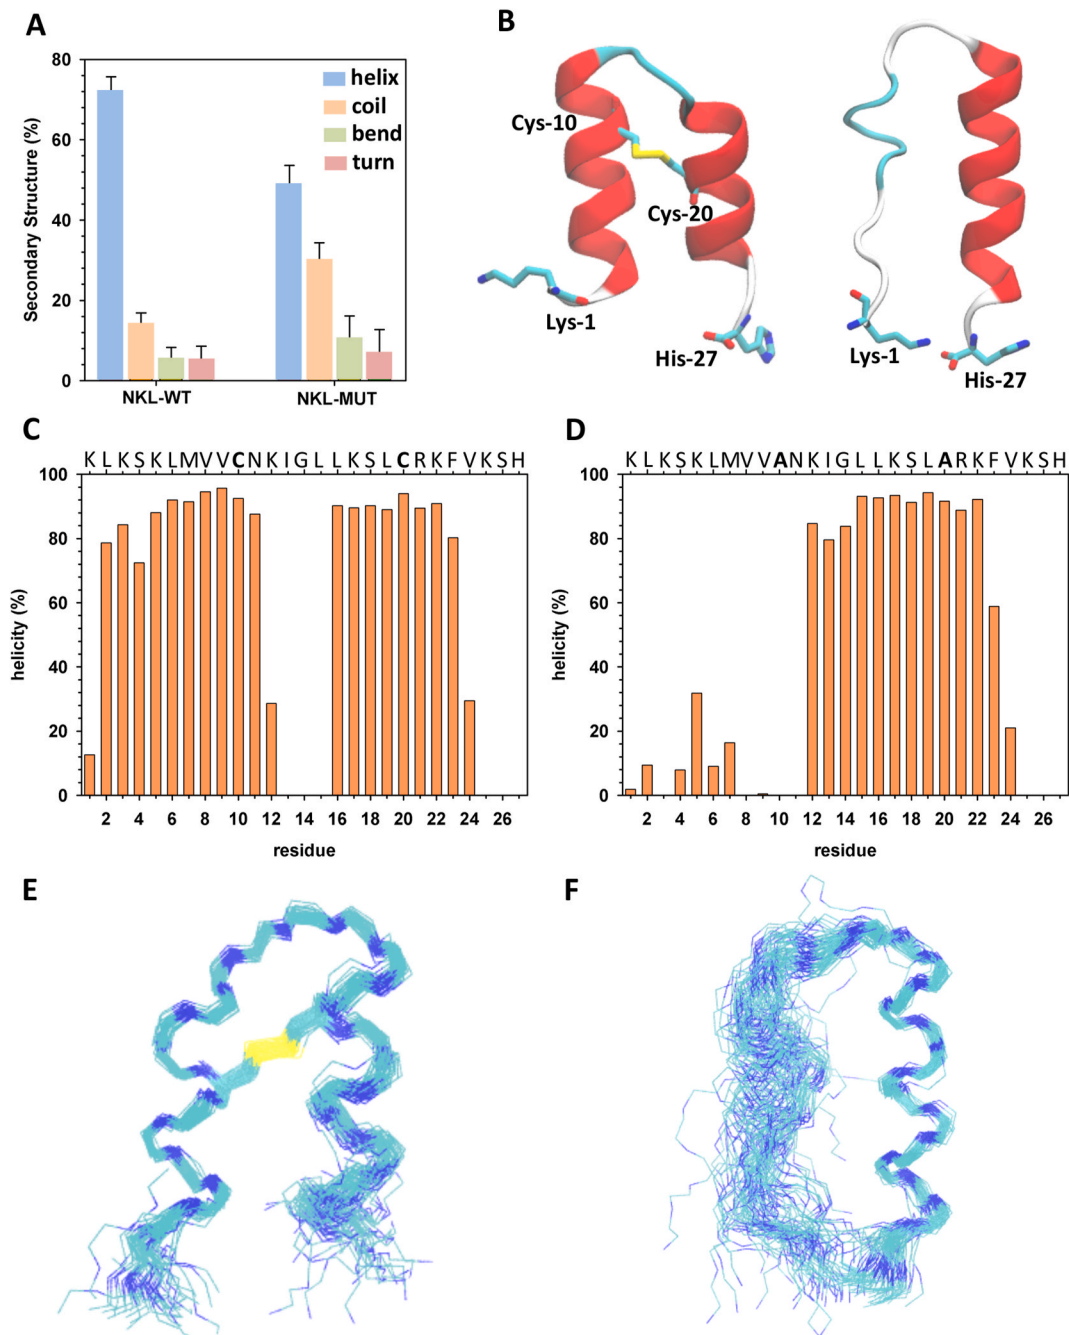 A
80
60
40
20
0
Secondary Structure (%)
helix
coil
bend
turn
NKL-WT
NKL-MUT
B
Cys-10
Cys-20
Lys-1
His-27
Lys-1
His-27
C
K L K S K L M V V C N K I G L L K S L C R K F V K S H
100
80
60
40
20
0
helicity (%)
2 4 6 8 10 12 14 16 18 20 22 24 26
residue
D
K L K S K L M V V A N K I G L L K S L A R K F V K S H
100
80
60
40
20
0
helicity (%)
2 4 6 8 10 12 14 16 18 20 22 24 26
residue
E
F